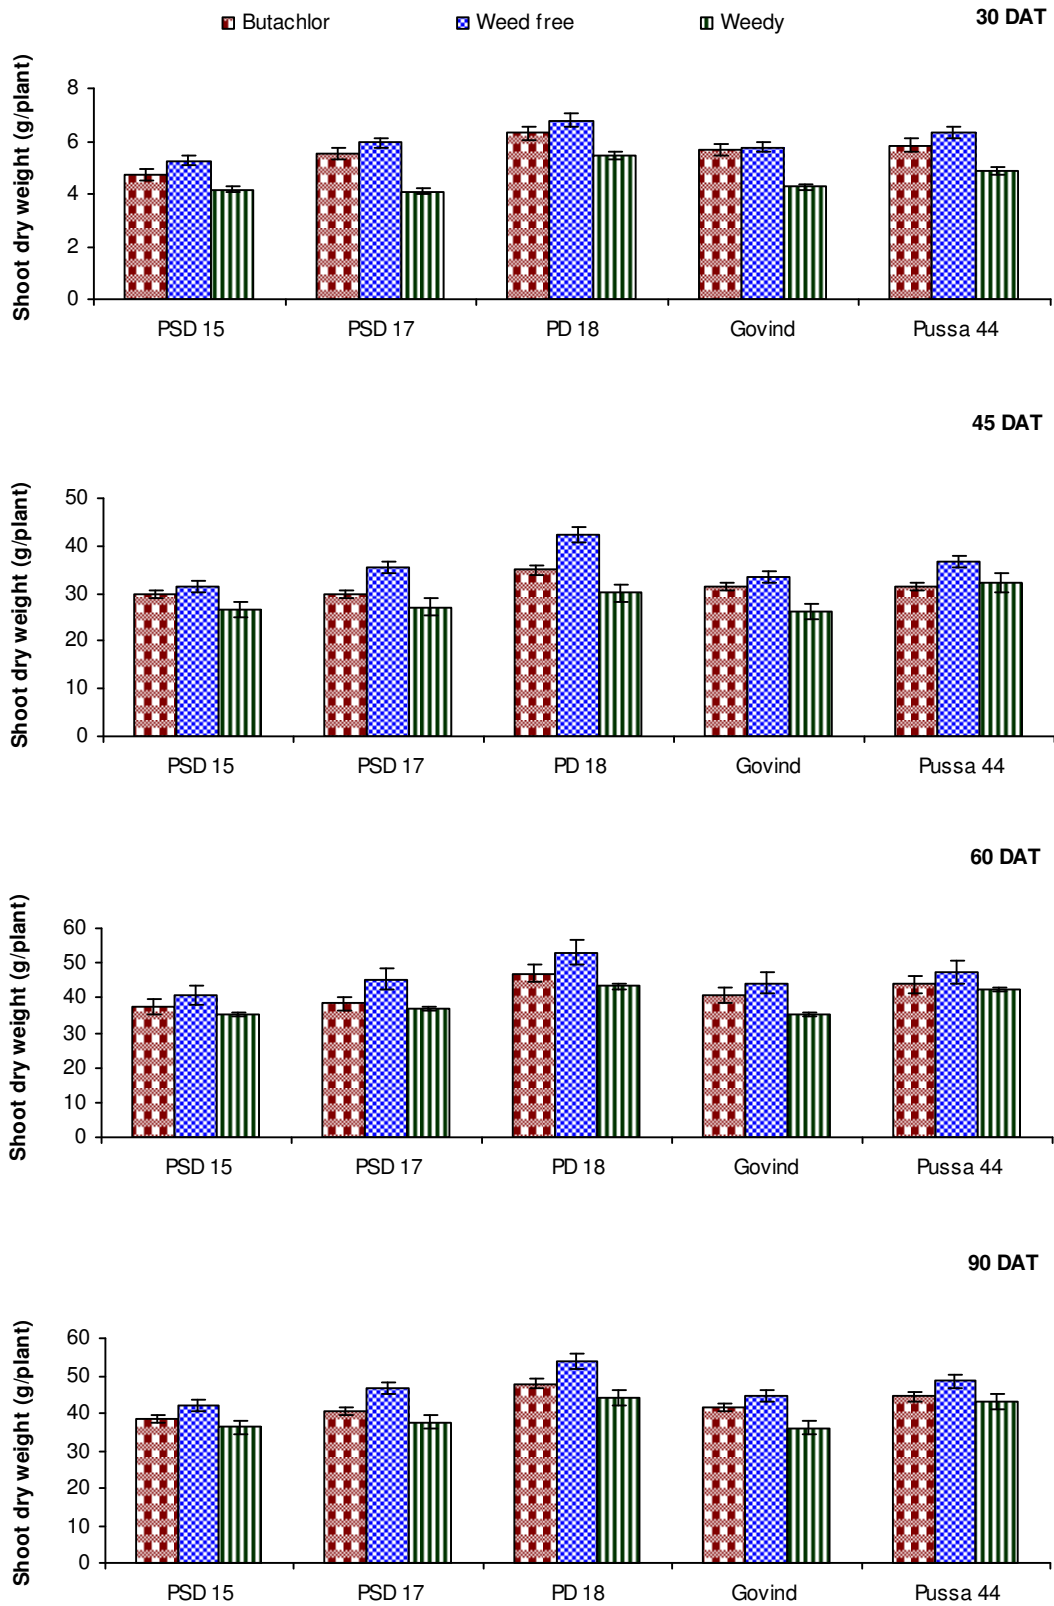 30 DAT
Butachlor Weed free Weedy
Shoot dry weight (g/plant)
8
6
4
2
0
PSD 15 PSD 17 PD 18 Govind Pussa 44
45 DAT
Shoot dry weight (g/plant)
50
40
30
20
10
0
PSD 15 PSD 17 PD 18 Govind Pussa 44
60 DAT
Shoot dry weight (g/plant)
60
50
40
30
20
10
0
PSD 15 PSD 17 PD 18 Govind Pussa 44
90 DAT
Shoot dry weight (g/plant)
60
50
40
30
20
10
0
PSD 15 PSD 17 PD 18 Govind Pussa 44